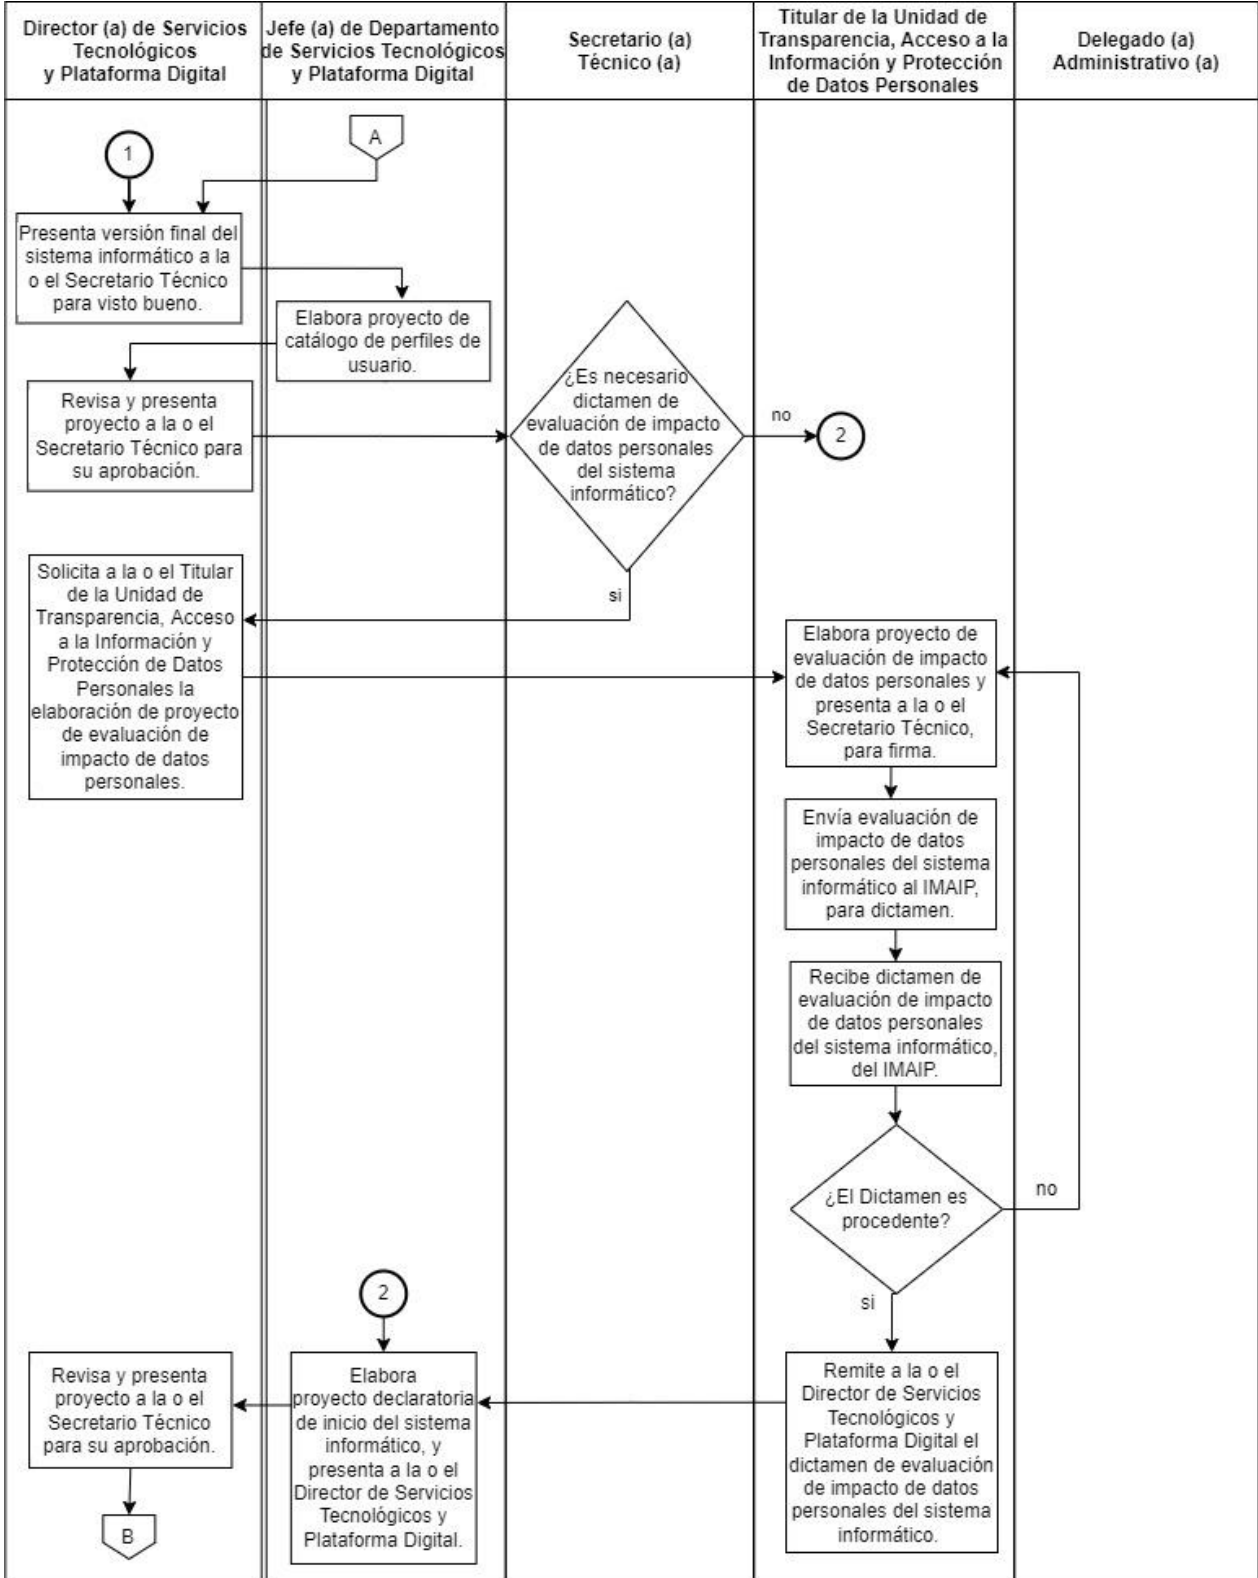 Director (a) de Servicios
Tecnológicos
y Plataforma Digital
Jefe (a) de Departamento
de Servicios Tecnológicos
y Plataforma Digital
Secretario (a)
Técnico (a)
Titular de la Unidad de
Transparencia, Acceso a la
Información y Protección
de Datos Personales
Delegado (a)
Administrativo (a)
1
A
Presenta versión final del
sistema informático a la
o el Secretario Técnico
para visto bueno.
Elabora proyecto de
catálogo de perfiles de
usuario.
Revisa y presenta
proyecto a la o el
Secretario Técnico para
su aprobación.
¿Es necesario
dictamen de
evaluación de impacto
de datos personales
del sistema
informático?
no
2
si
Solicita a la o el Titular
de la Unidad de
Transparencia, Acceso
a la Información y
Protección de Datos
Personales la
elaboración de proyecto
de evaluación de
impacto de datos
personales.
Elabora proyecto de
evaluación de impacto
de datos personales y
presenta a la o el
Secretario Técnico,
para firma.
Envía evaluación de
impacto de datos
personales del sistema
informático al IMAIP,
para dictamen.
Recibe dictamen de
evaluación de impacto
de datos personales
del sistema informático,
del IMAIP.
¿El Dictamen es
procedente?
no
si
2
Revisa y presenta
proyecto a la o el
Secretario Técnico
para su aprobación.
Elabora
proyecto declaratoria
de inicio del sistema
informático, y
presenta a la o el
Director de Servicios
Tecnológicos y
Plataforma Digital.
Remite a la o el
Director de Servicios
Tecnológicos y
Plataforma Digital el
dictamen de evaluación
de impacto de datos
personales del sistema
informático.
B